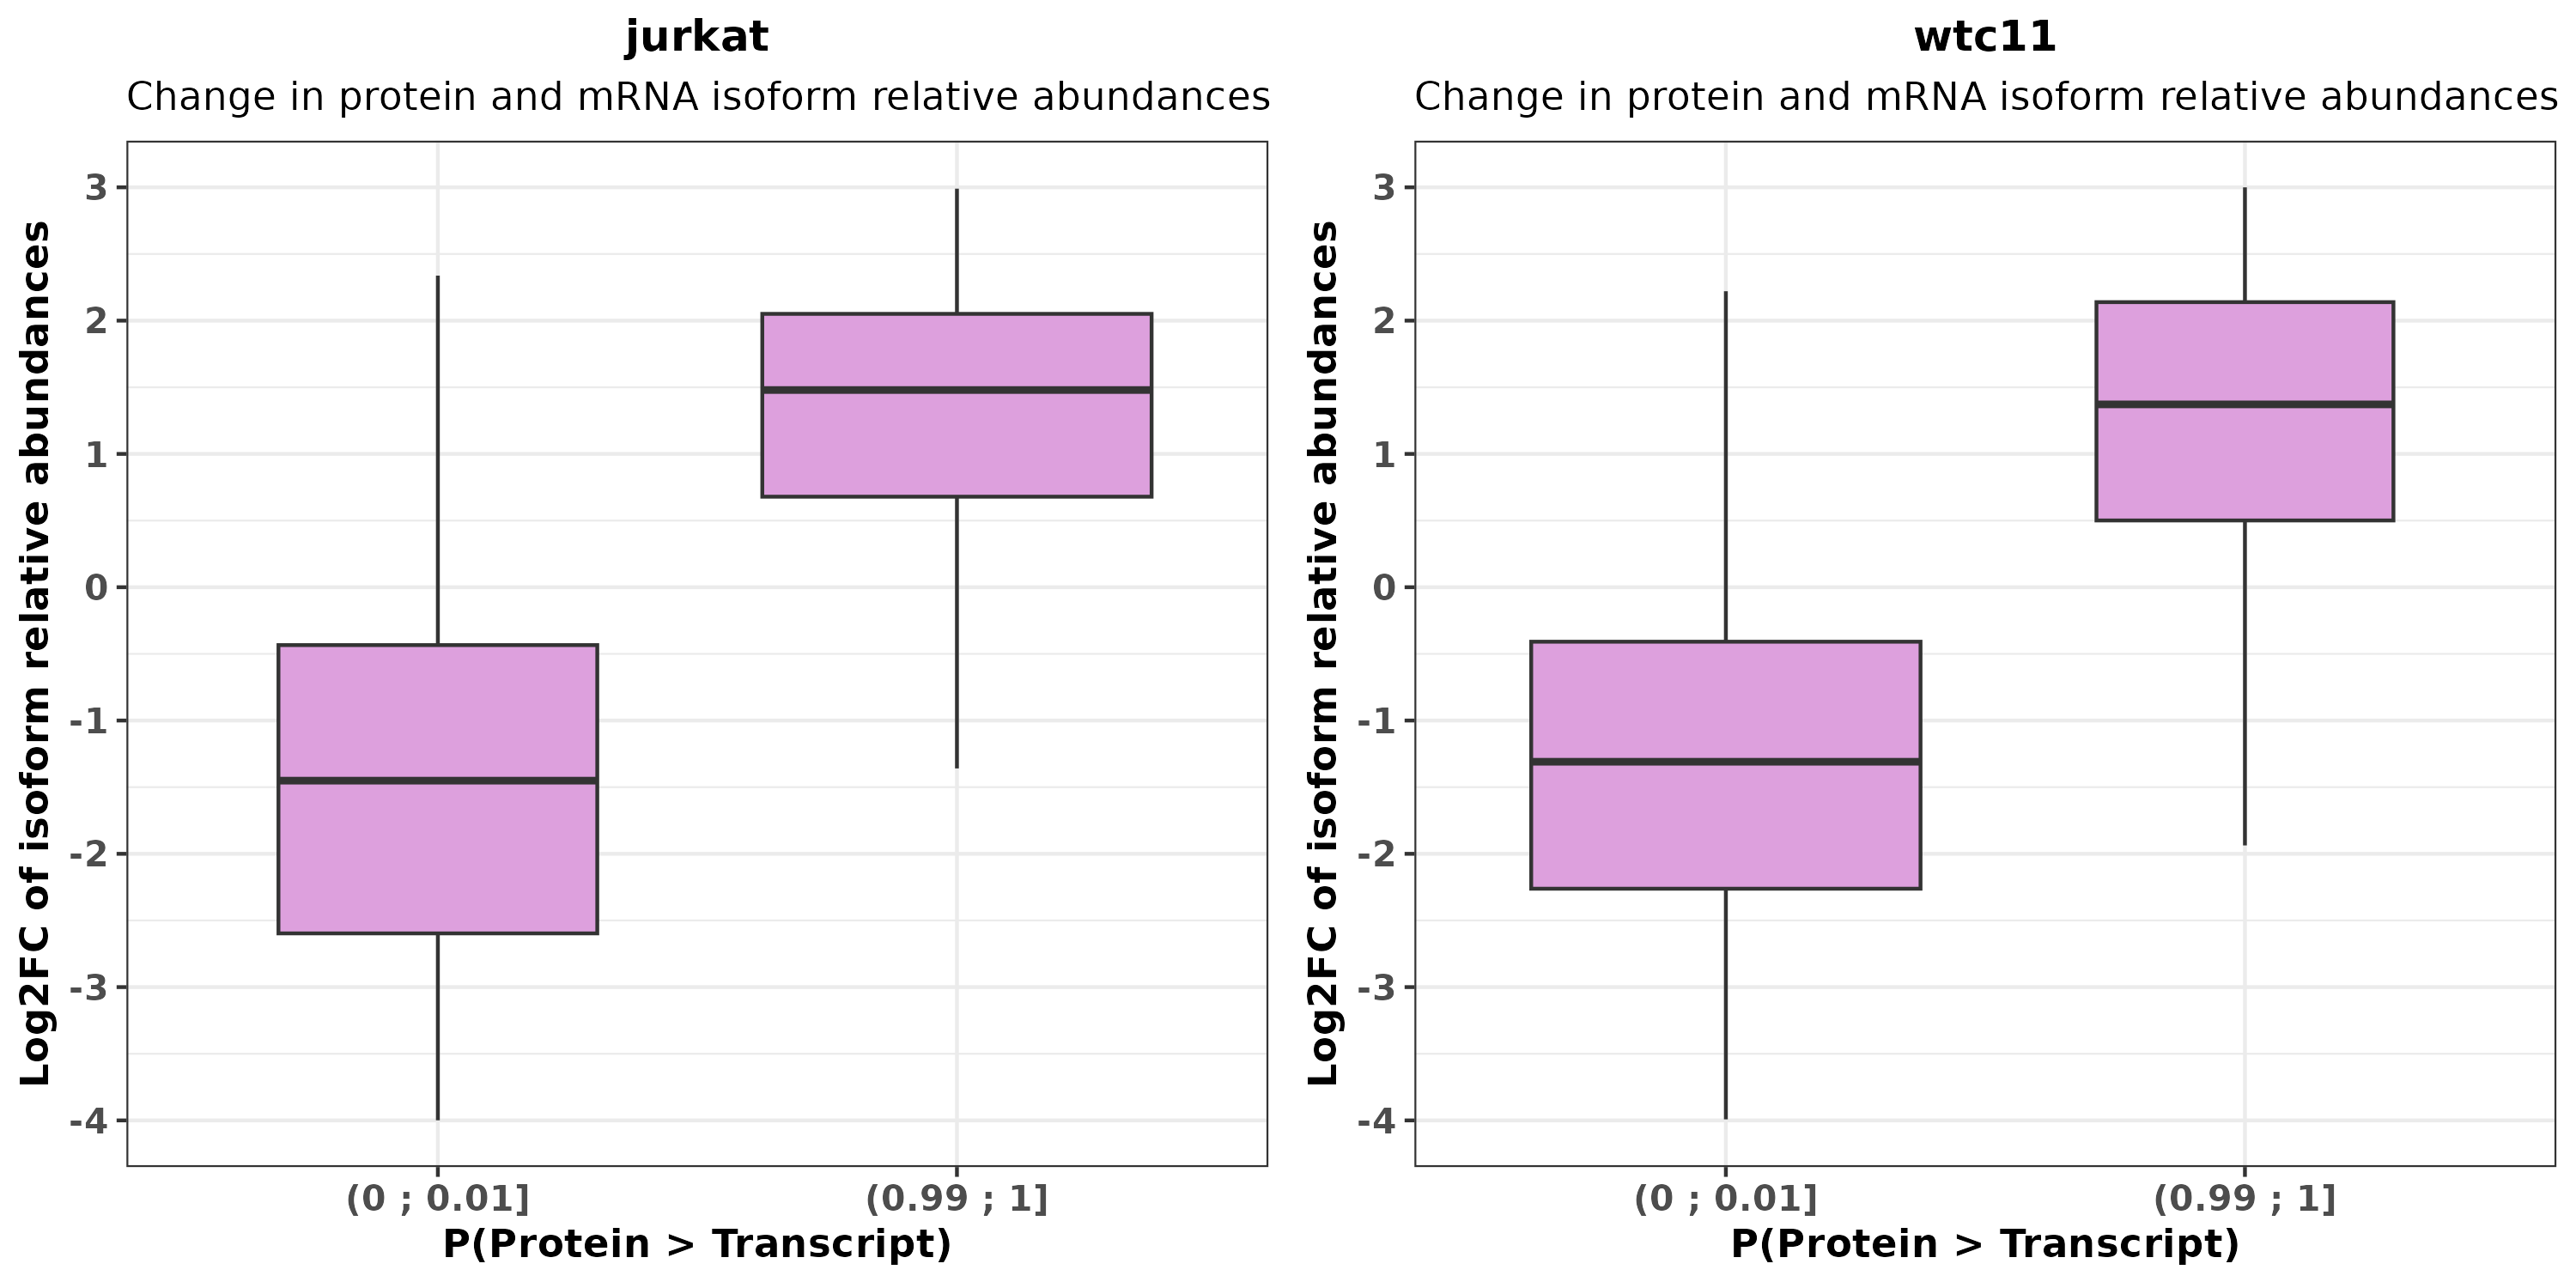 jurkat
Change in protein and mRNA isoform relative abundances
Log2FC of isoform relative abundances
3
2
1
0
-1
-2
-3
-4
(0 ; 0.01]
(0.99 ; 1]
P(Protein > Transcript)
wtc11
Change in protein and mRNA isoform relative abundances
Log2FC of isoform relative abundances
3
2
1
0
-1
-2
-3
-4
(0 ; 0.01]
(0.99 ; 1]
P(Protein > Transcript)